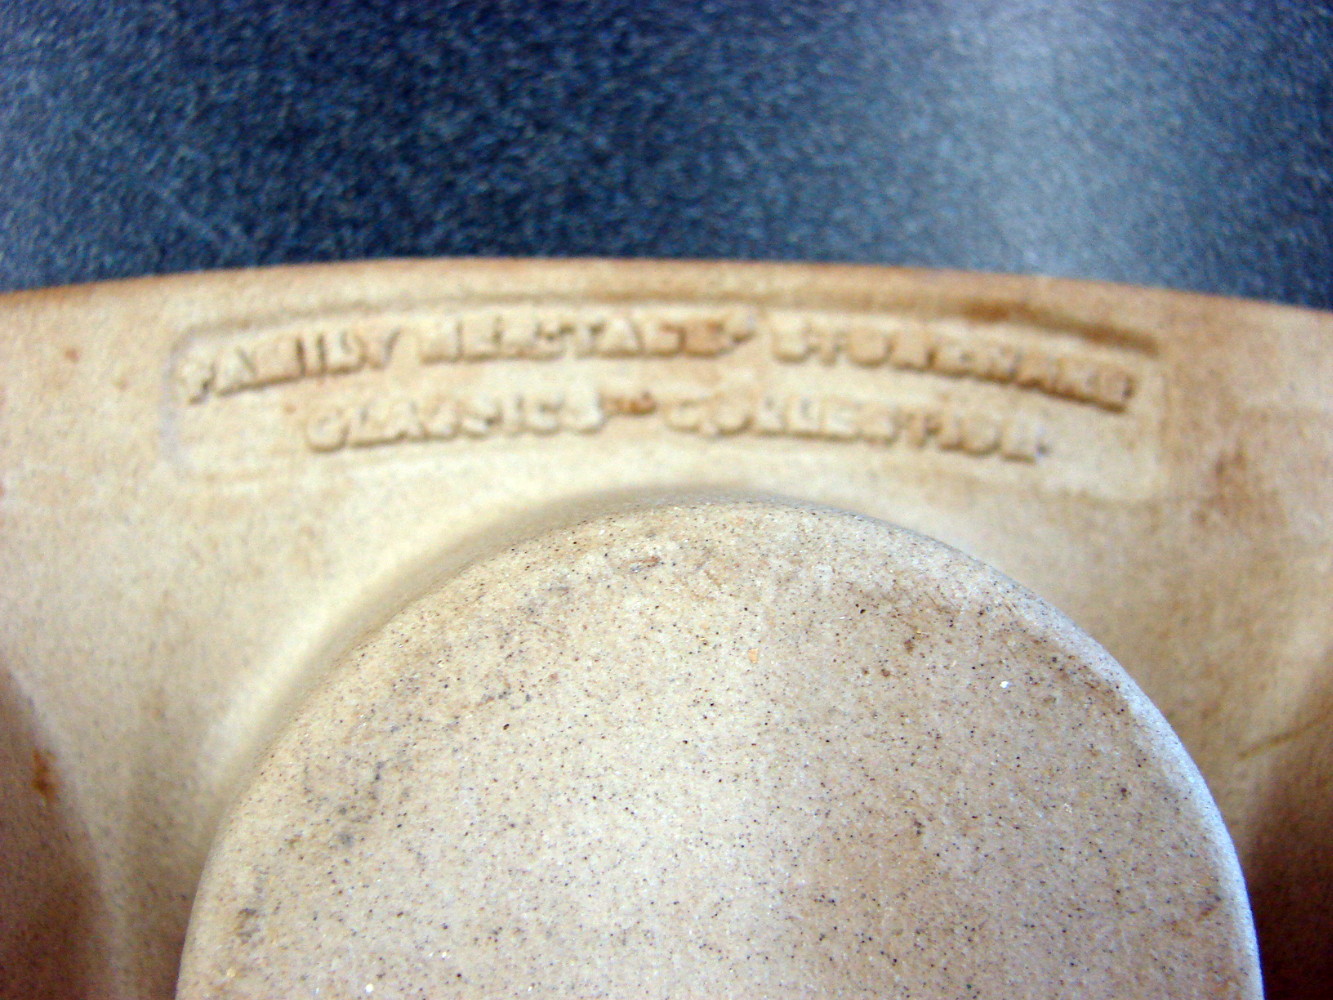 FAMILY HERITAGE® STONEWARE
CLASSICS™ COLLECTION